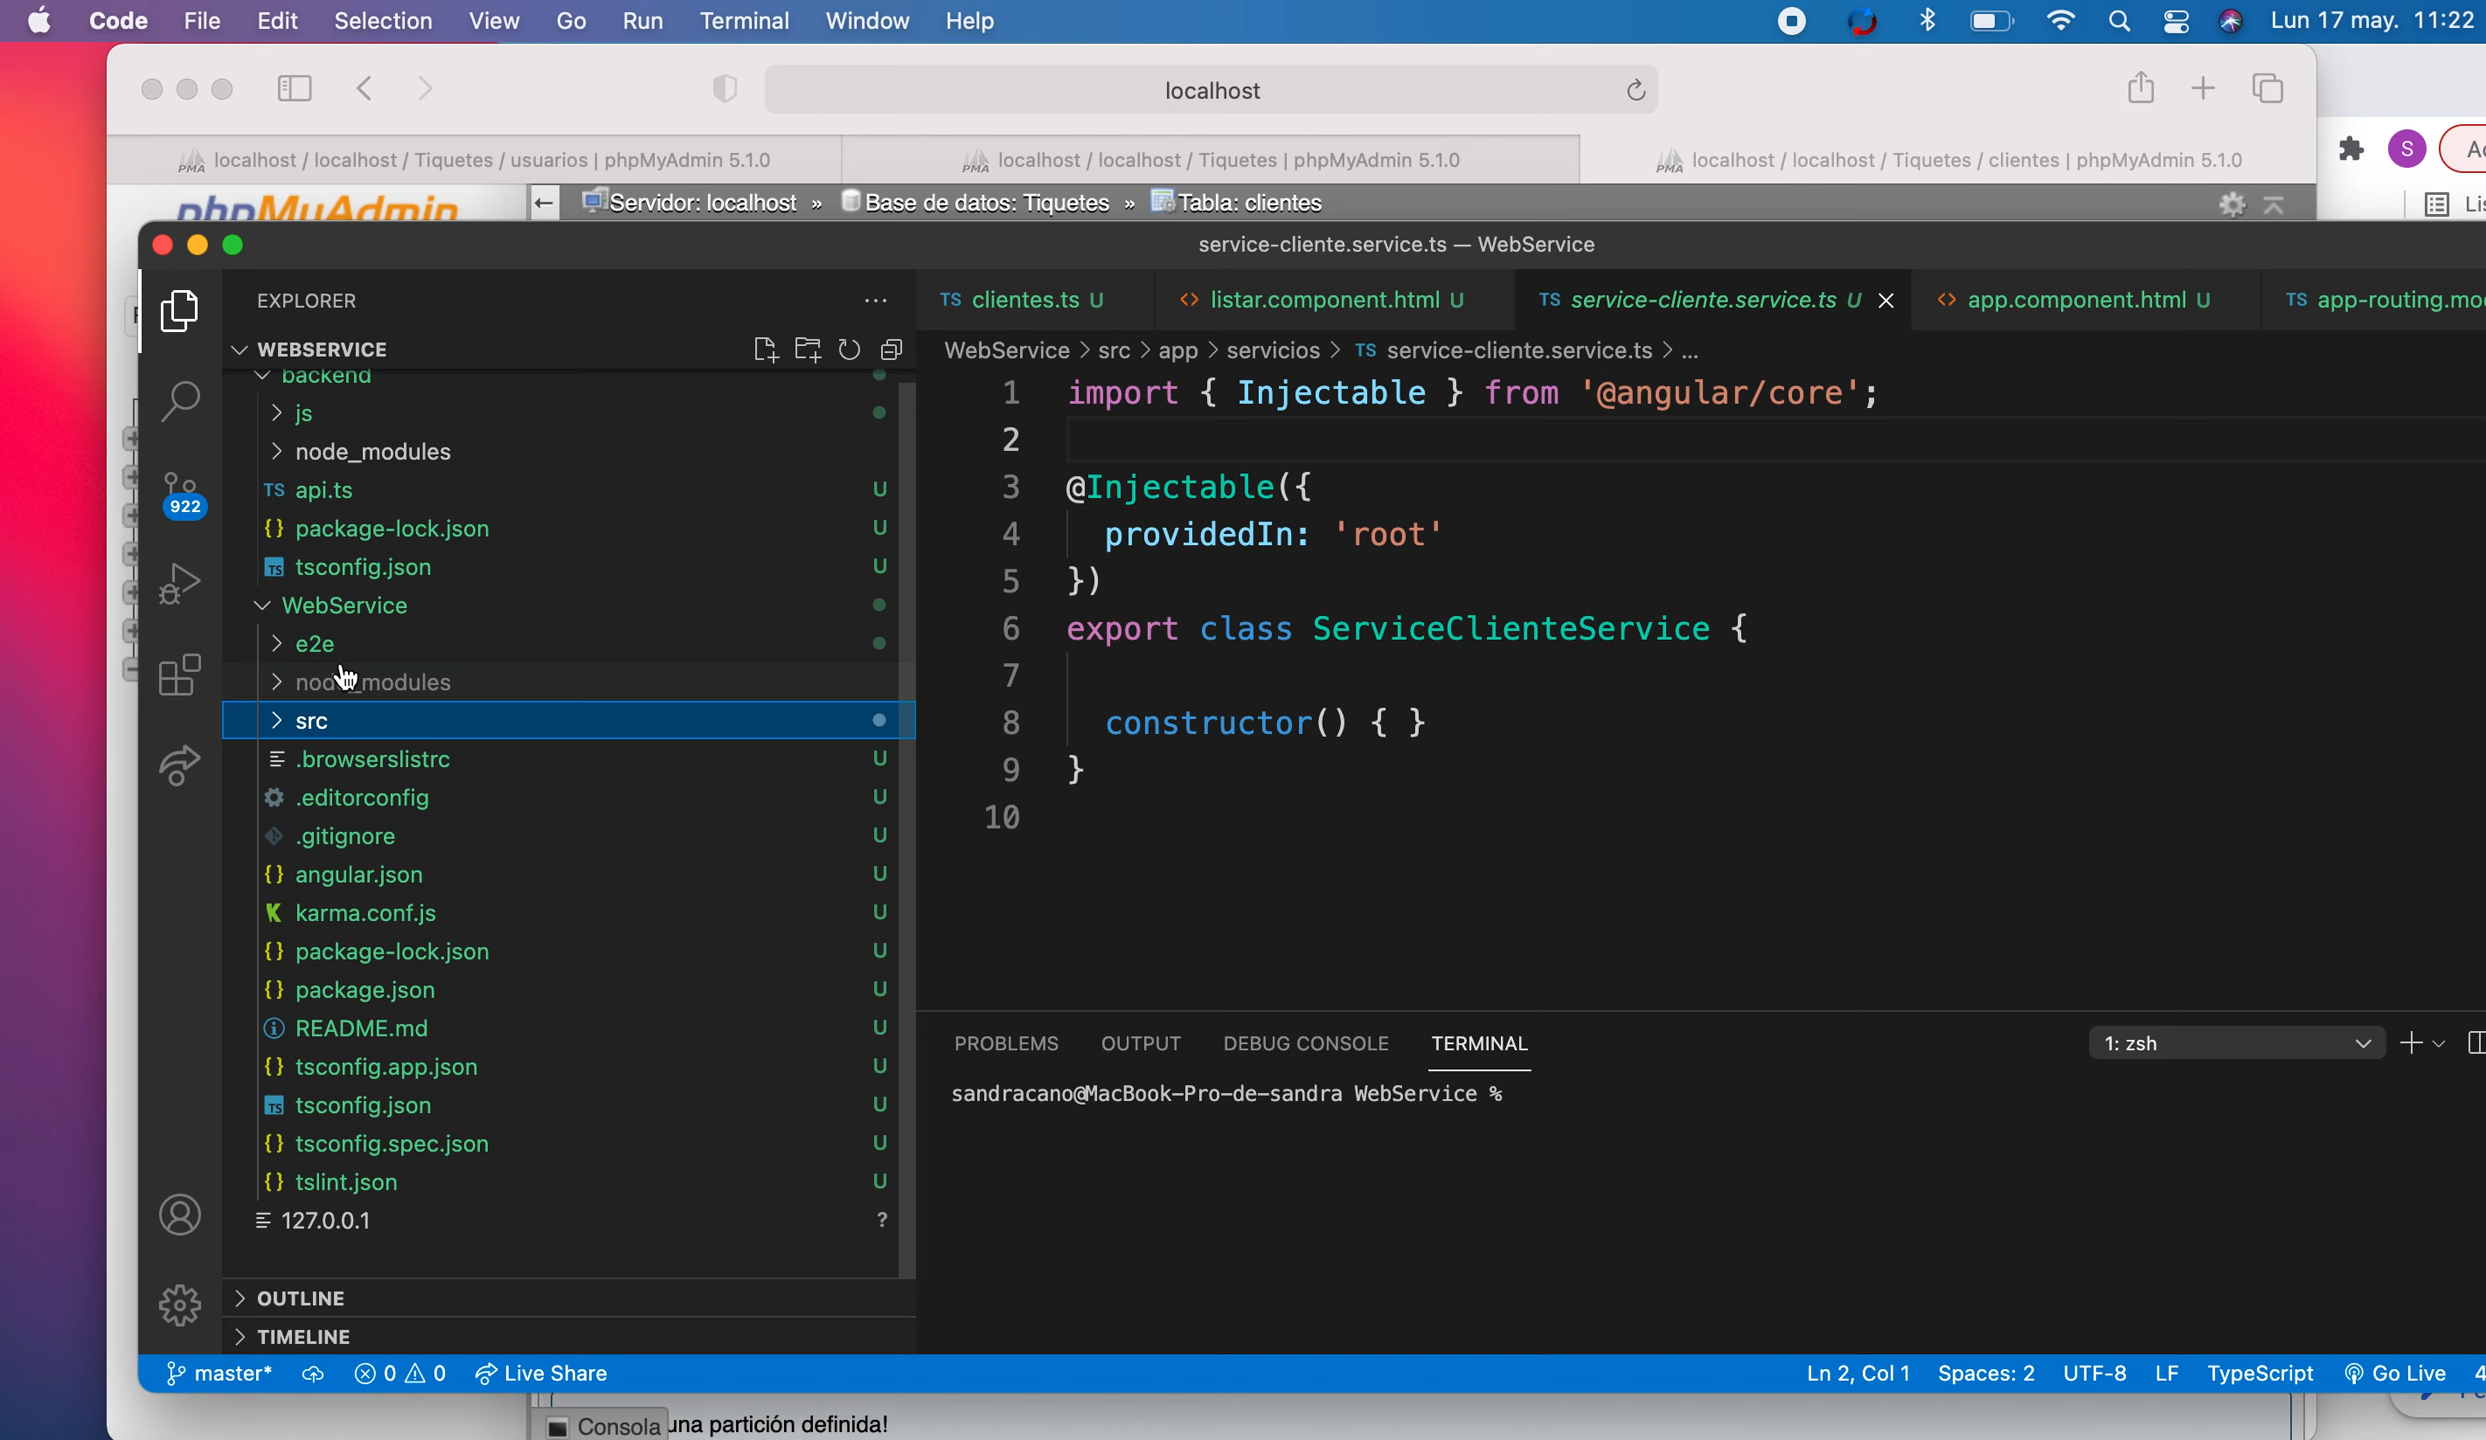 Code File Edit Selection View Go Run Terminal Window Help Lun 17 may. 11:22
localhost
localhost / localhost / Tiquetes / usuarios | phpMyAdmin 5.1.0
localhost / localhost / Tiquetes | phpMyAdmin 5.1.0
localhost / localhost / Tiquetes / clientes | phpMyAdmin 5.1.0
S
phpMyAdmin
Servidor: localhost » Base de datos: Tiquetes » Tabla: clientes
service-cliente.service.ts — WebService
EXPLORER ...
WEBSERVICE
backend
js
node_modules
TS api.ts U
{} package-lock.json U
TS tsconfig.json U
WebService
e2e
node_modules
src
.browserslistrc U
.editorconfig U
.gitignore U
{} angular.json U
K karma.conf.js U
{} package-lock.json U
{} package.json U
README.md U
{} tsconfig.app.json U
TS tsconfig.json U
{} tsconfig.spec.json U
{} tslint.json U
127.0.0.1 ?
OUTLINE
TIMELINE
922
TS clientes.ts U
<> listar.component.html U
TS service-cliente.service.ts U
<> app.component.html U
TS app-routing.mo
WebService > src > app > servicios > TS service-cliente.service.ts > ...
1 import { Injectable } from '@angular/core';
2
3 @Injectable({
4 providedIn: 'root'
5 })
6 export class ServiceClienteService {
7
8 constructor() { }
9 }
10
PROBLEMS OUTPUT DEBUG CONSOLE TERMINAL 1: zsh
sandracano@MacBook-Pro-de-sandra WebService %
master* 0 0 Live Share Ln 2, Col 1 Spaces: 2 UTF-8 LF TypeScript Go Live
Consola una partición definida!